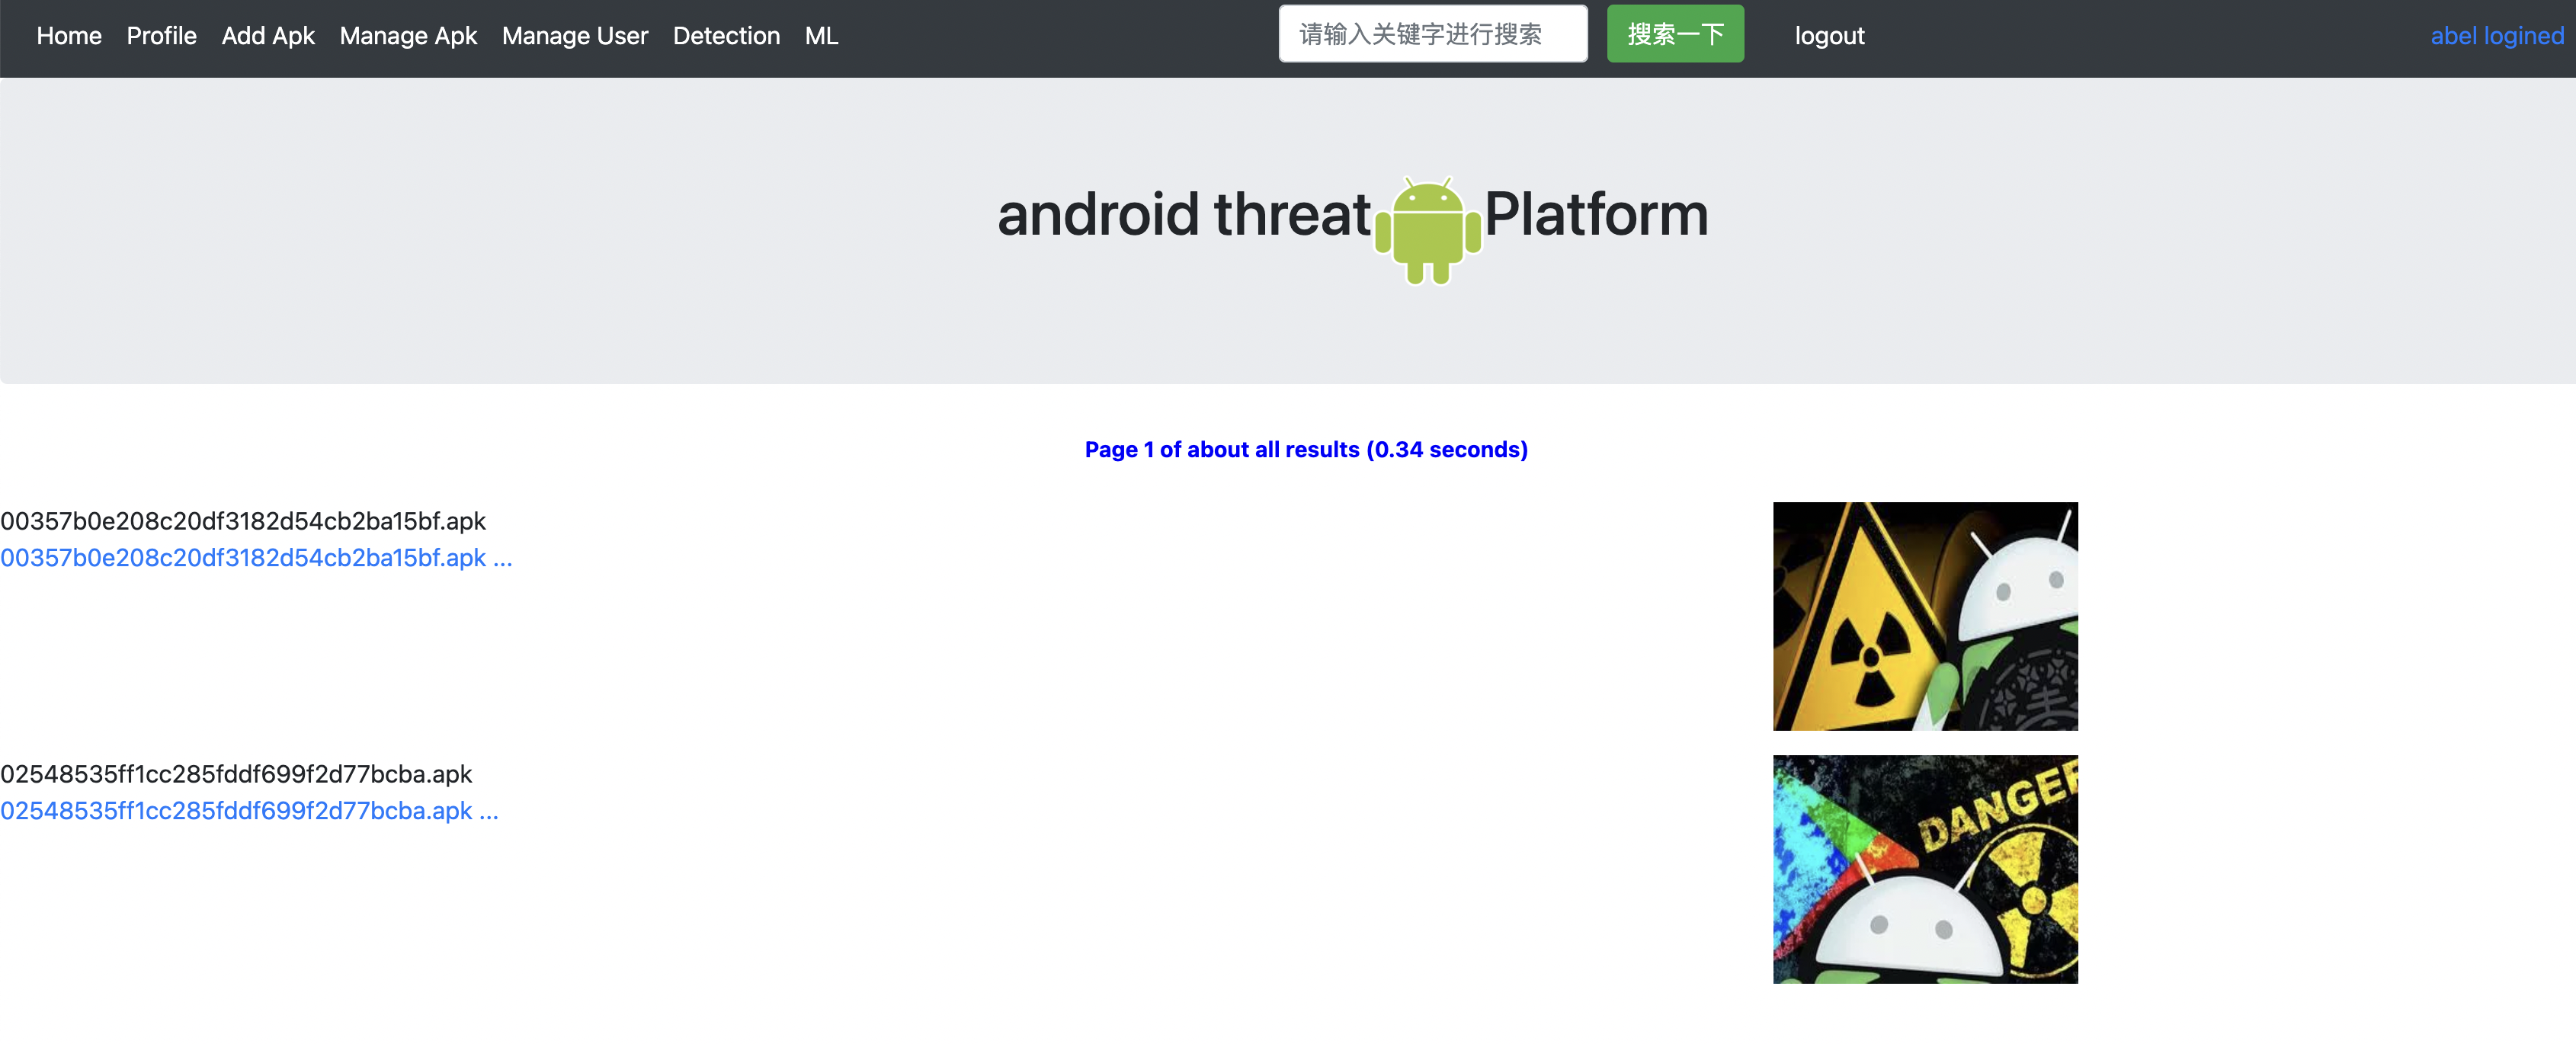 Home Profile Add Apk Manage Apk Manage User Detection ML 请输入关键字进行搜索 搜索一下 logout abel logined
android threat Platform
Page 1 of about all results (0.34 seconds)
00357b0e208c20df3182d54cb2ba15bf.apk
00357b0e208c20df3182d54cb2ba15bf.apk ...
02548535ff1cc285fddf699f2d77bcba.apk
02548535ff1cc285fddf699f2d77bcba.apk ...
DANGER